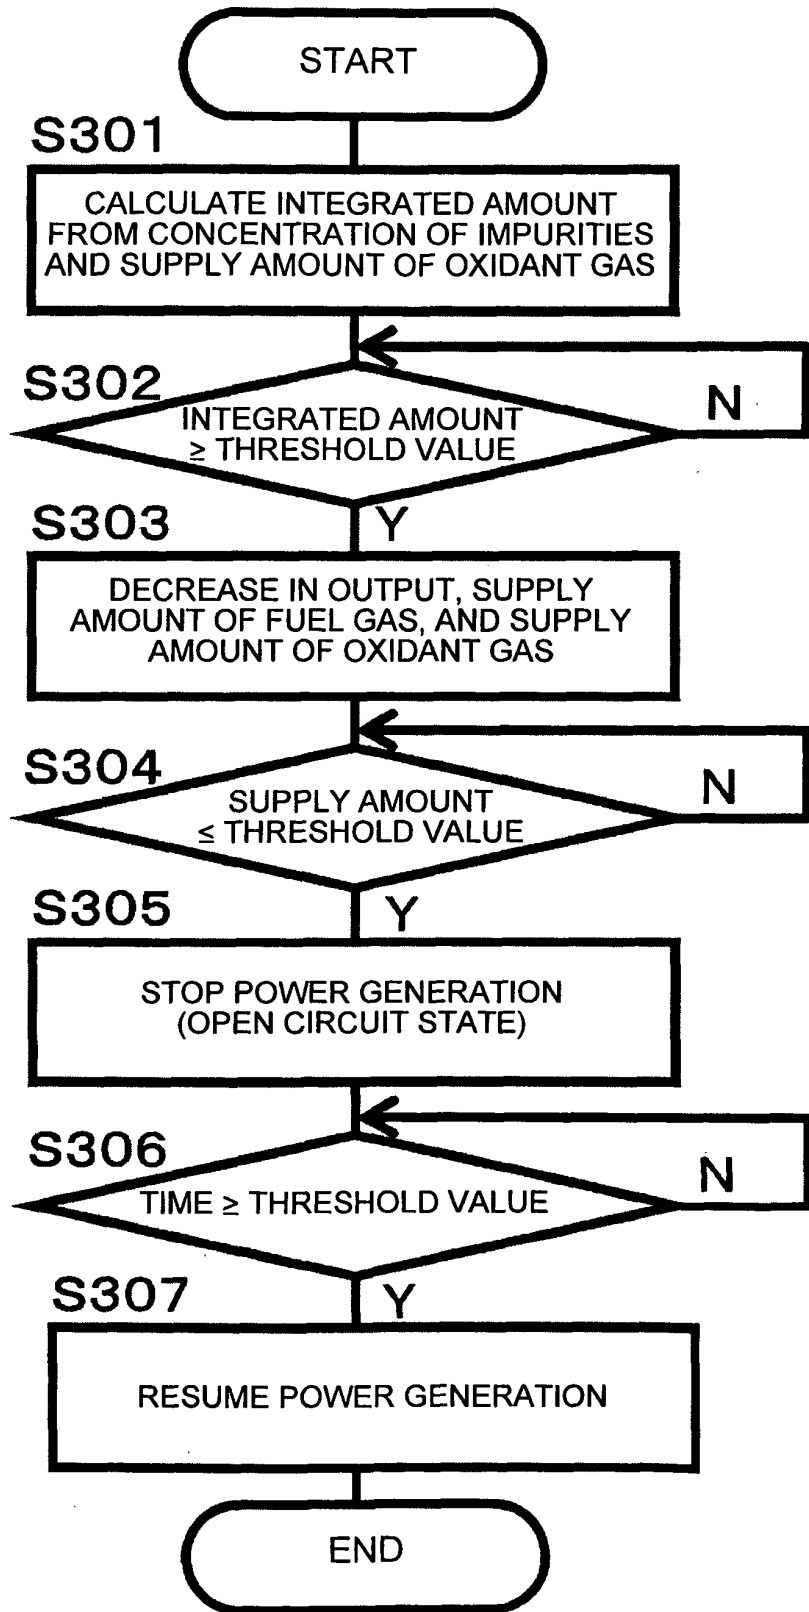 START
S301
CALCULATE INTEGRATED AMOUNT
FROM CONCENTRATION OF IMPURITIES
AND SUPPLY AMOUNT OF OXIDANT GAS
S302
INTEGRATED AMOUNT
≥ THRESHOLD VALUE
N
Y
S303
DECREASE IN OUTPUT, SUPPLY
AMOUNT OF FUEL GAS, AND SUPPLY
AMOUNT OF OXIDANT GAS
S304
SUPPLY AMOUNT
≤ THRESHOLD VALUE
N
Y
S305
STOP POWER GENERATION
(OPEN CIRCUIT STATE)
S306
TIME ≥ THRESHOLD VALUE
N
Y
S307
RESUME POWER GENERATION
END